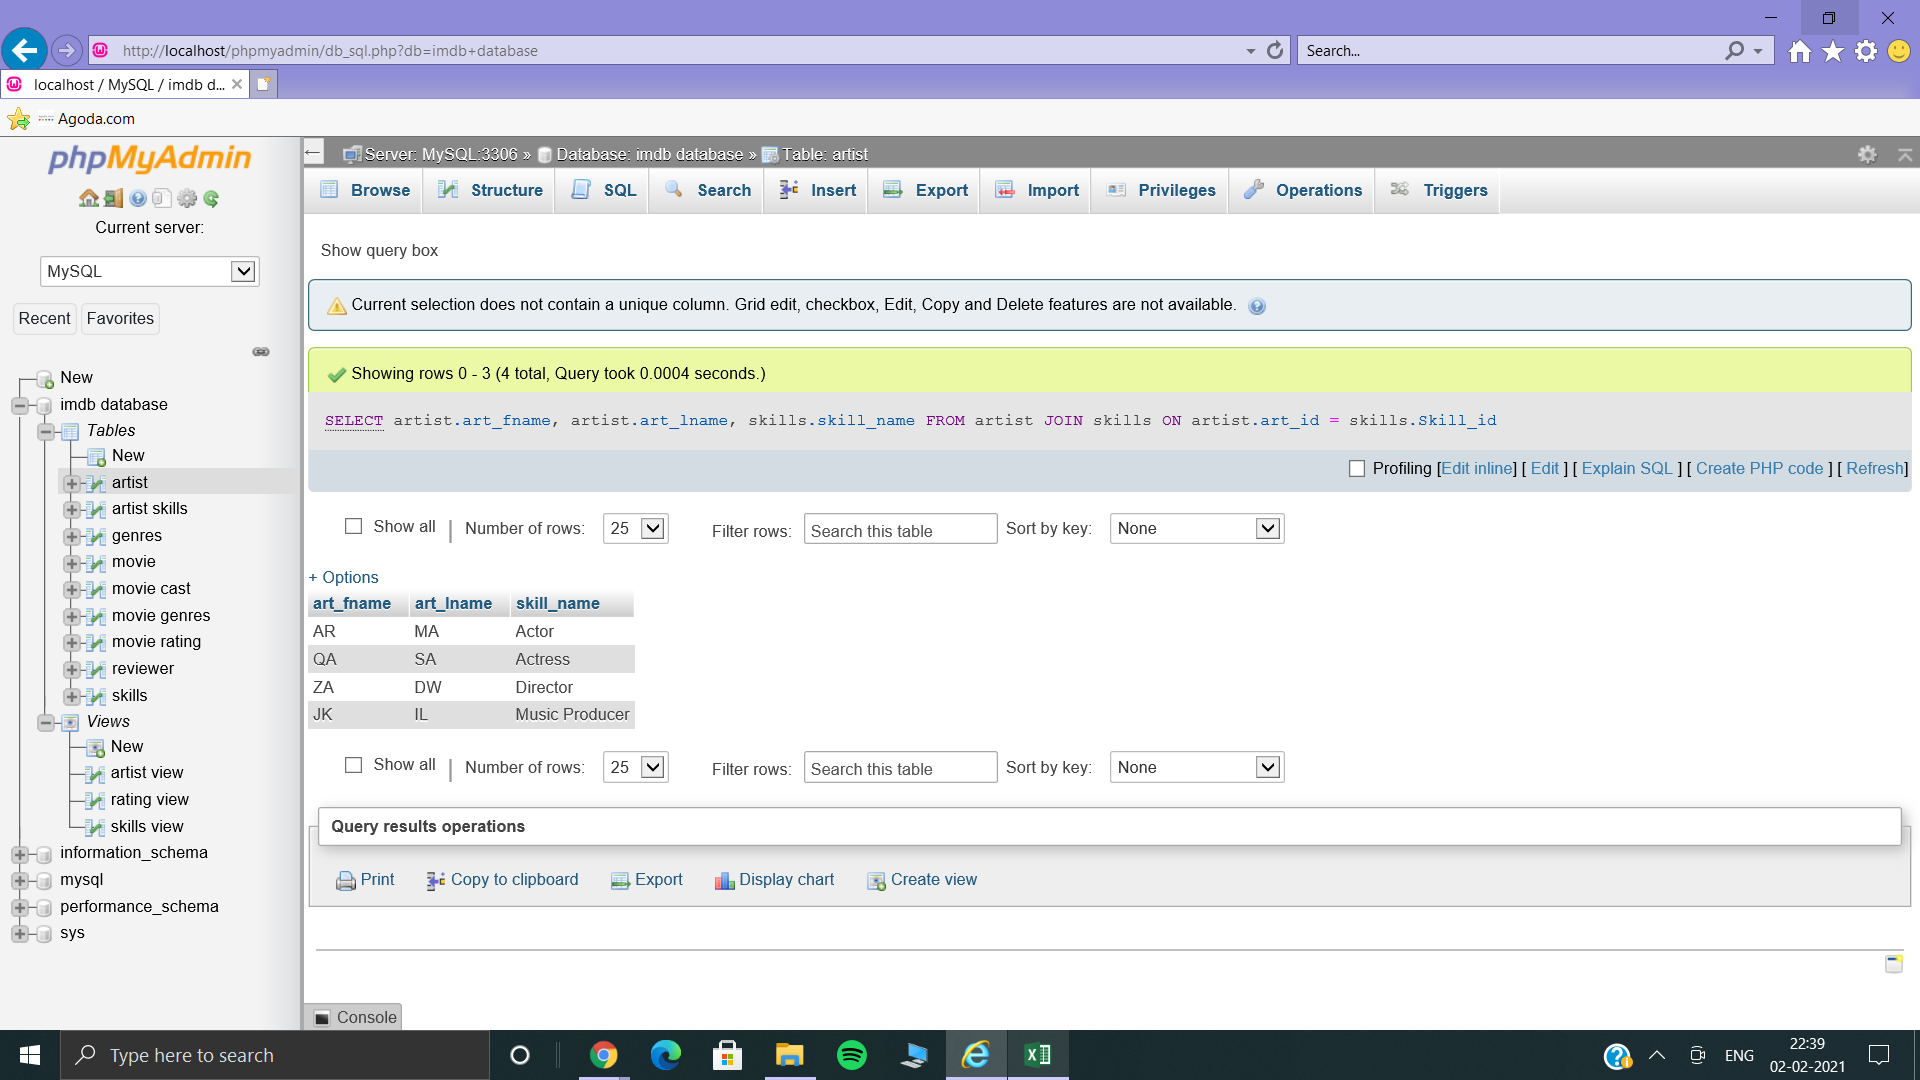 http://localhost/phpmyadmin/db_sql.php?db=imdb+database
Search...
localhost / MySQL / imdb d...
Agoda.com
phpMyAdmin
Current server:
MySQL
Recent Favorites
New
imdb database
Tables
New
artist
artist skills
genres
movie
movie cast
movie genres
movie rating
reviewer
skills
Views
New
artist view
rating view
skills view
information_schema
mysql
performance_schema
sys
Server: MySQL:3306 » Database: imdb database » Table: artist
Browse Structure SQL Search Insert Export Import Privileges Operations Triggers
Show query box
Current selection does not contain a unique column. Grid edit, checkbox, Edit, Copy and Delete features are not available.
Showing rows 0 - 3 (4 total, Query took 0.0004 seconds.)
SELECT artist.art_fname, artist.art_lname, skills.skill_name FROM artist JOIN skills ON artist.art_id = skills.Skill_id
Profiling [Edit inline] [ Edit ] [ Explain SQL ] [ Create PHP code ] [ Refresh]
Show all | Number of rows: 25 Filter rows: Search this table Sort by key: None
+ Options
art_fname art_lname skill_name
AR MA Actor
QA SA Actress
ZA DW Director
JK IL Music Producer
Show all | Number of rows: 25 Filter rows: Search this table Sort by key: None
Query results operations
Print Copy to clipboard Export Display chart Create view
Console
Type here to search
ENG
22:39
02-02-2021